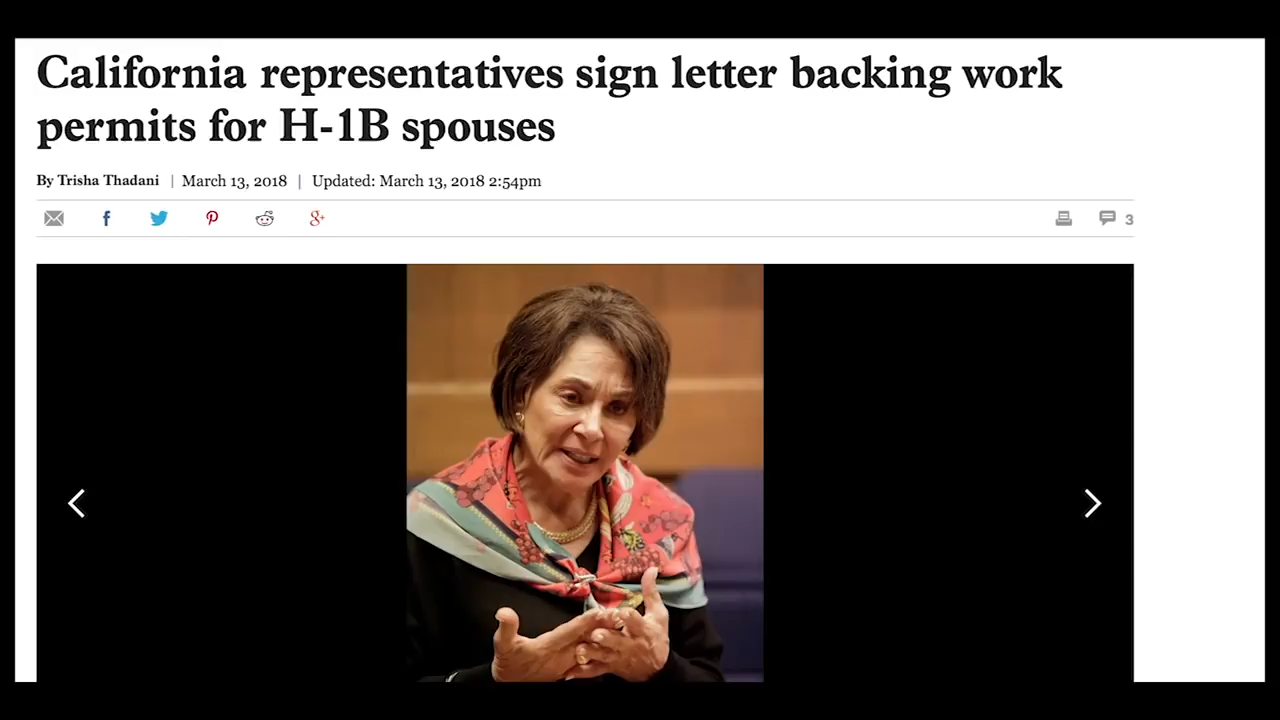 California representatives sign letter backing work
permits for H-1B spouses
By Trisha Thadani | March 13, 2018 | Updated: March 13, 2018 2:54pm
3